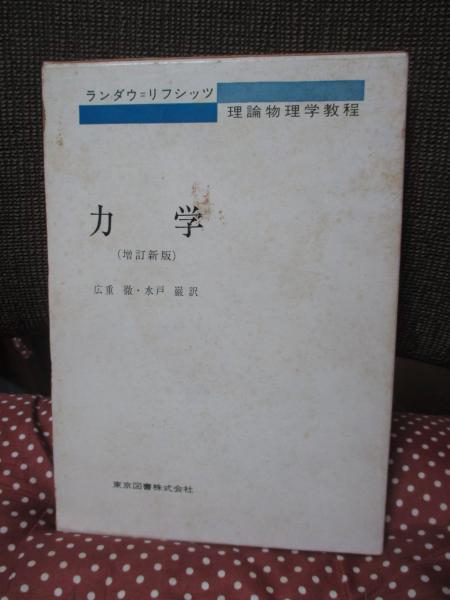 ランダウ=リフシッツ
理論物理学教程
力 学
(増訂新版)
広重 徹・水戸 巌 訳
東京図書株式会社